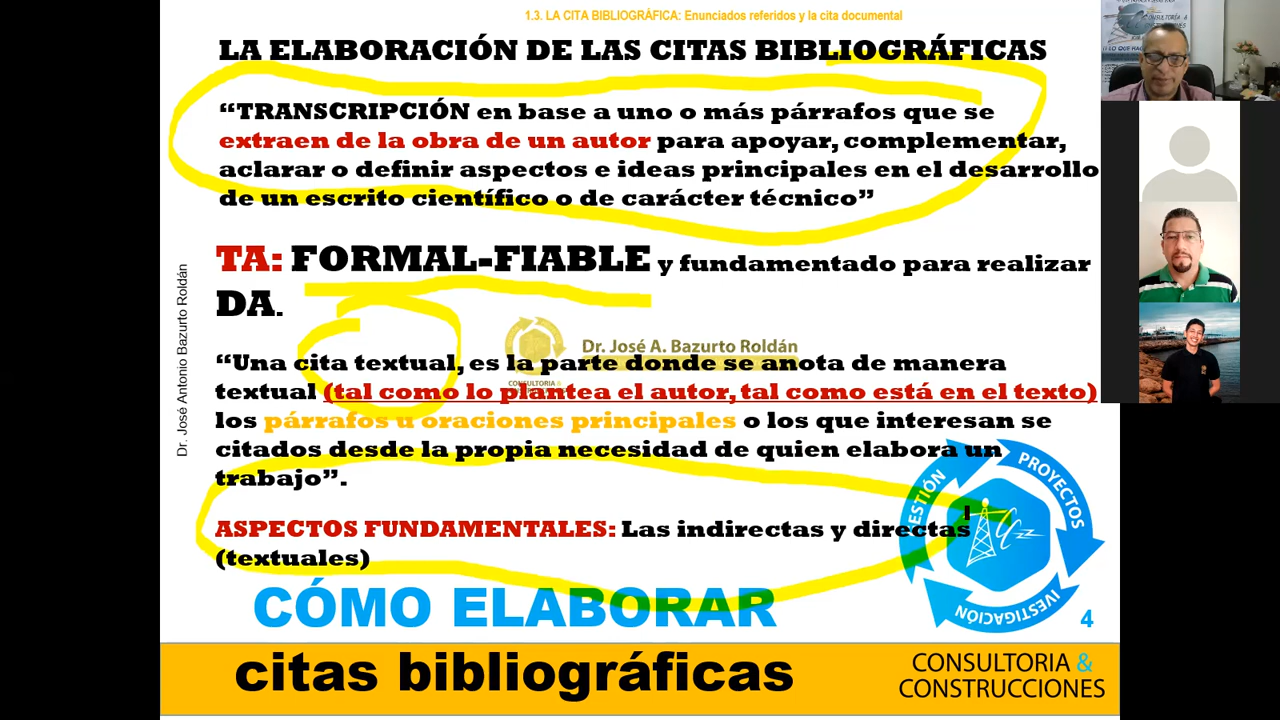 1.3. LA CITA BIBLIOGRÁFICA: Enunciados referidos y la cita documental
LA ELABORACIÓN DE LAS CITAS BIBLIOGRÁFICAS
“TRANSCRIPCIÓN en base a uno o más párrafos que se
extraen de la obra de un autor para apoyar, complementar,
aclarar o definir aspectos e ideas principales en el desarrollo
de un escrito científico o de carácter técnico”
TA: FORMAL-FIABLE y fundamentado para realizar
DA.
Dr. José A. Bazurto Roldán
CONSULTORIA &
“Una cita textual, es la parte donde se anota de manera
textual (tal como lo plantea el autor, tal como está en el texto)
los párrafos u oraciones principales o los que interesan se
citados desde la propia necesidad de quien elabora un
trabajo”.
ASPECTOS FUNDAMENTALES: Las indirectas y directas
(textuales)
Dr. José Antonio Bazurto Roldán
GESTIÓN
PROYECTOS
IVESTIGACIÓN
CÓMO ELABORAR
4
citas bibliográficas
CONSULTORIA &
CONSTRUCCIONES